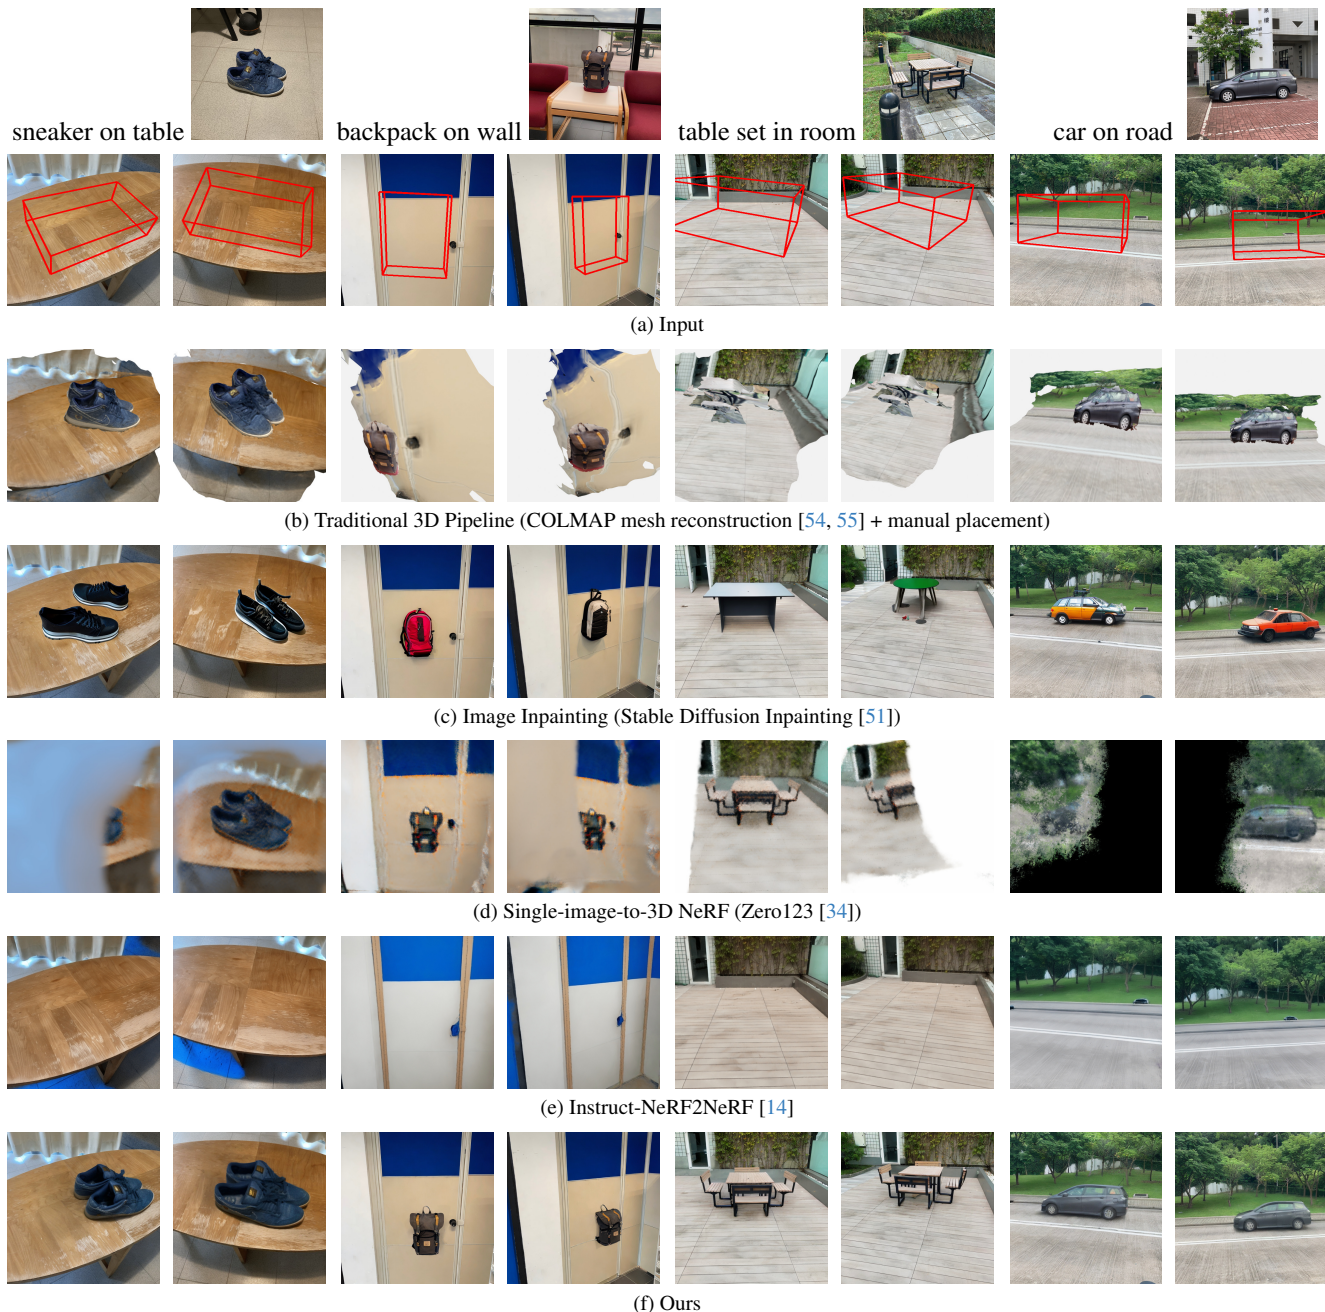 sneaker on table
backpack on wall
table set in room
car on road
(a) Input
(b) Traditional 3D Pipeline (COLMAP mesh reconstruction [54, 55] + manual placement)
(c) Image Inpainting (Stable Diffusion Inpainting [51])
(d) Single-image-to-3D NeRF (Zero123 [34])
(e) Instruct-NeRF2NeRF [14]
(f) Ours